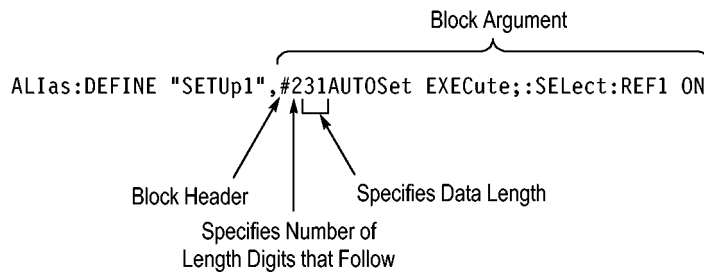 Block Argument
ALIas:DEFINE "SETUp1",#231AUTOSet EXECute;:SELect:REF1 ON
Block Header
Specifies Data Length
Specifies Number of
Length Digits that Follow